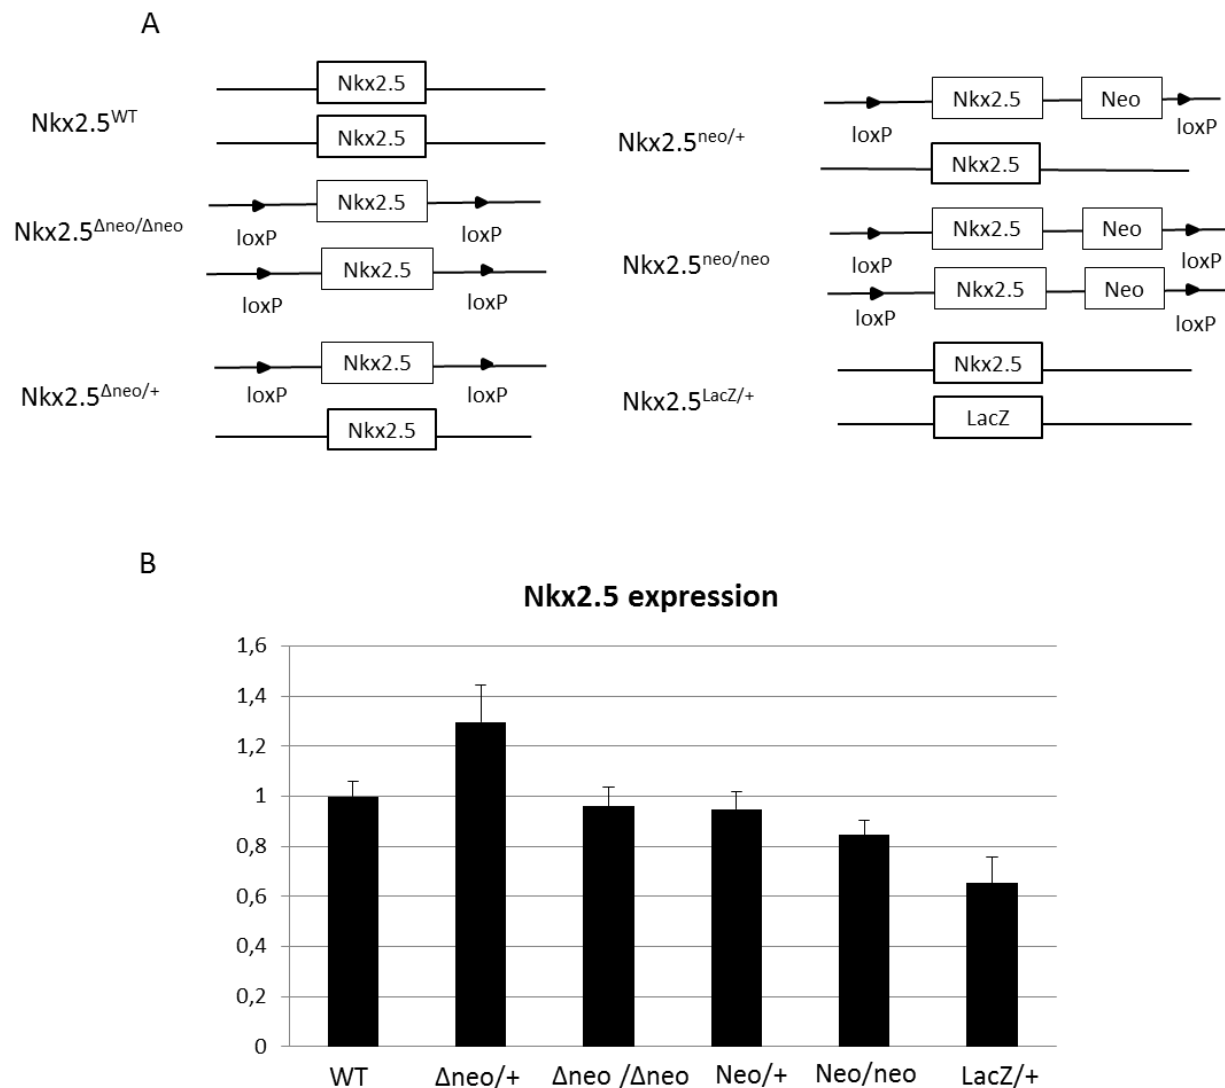 A
Nkx2.5^WT
Nkx2.5
Nkx2.5
Nkx2.5^Δneo/Δneo
Nkx2.5
loxP
loxP
Nkx2.5
loxP
loxP
Nkx2.5^Δneo/+
Nkx2.5
loxP
loxP
Nkx2.5
Nkx2.5^neo/+
Nkx2.5
Neo
loxP
loxP
Nkx2.5
Nkx2.5^neo/neo
Nkx2.5
Neo
loxP
loxP
Nkx2.5
Neo
loxP
loxP
Nkx2.5^LacZ/+
Nkx2.5
LacZ
B
Nkx2.5 expression
1,6
1,4
1,2
1
0,8
0,6
0,4
0,2
0
WT
Δneo/+
Δneo /Δneo
Neo/+
Neo/neo
LacZ/+